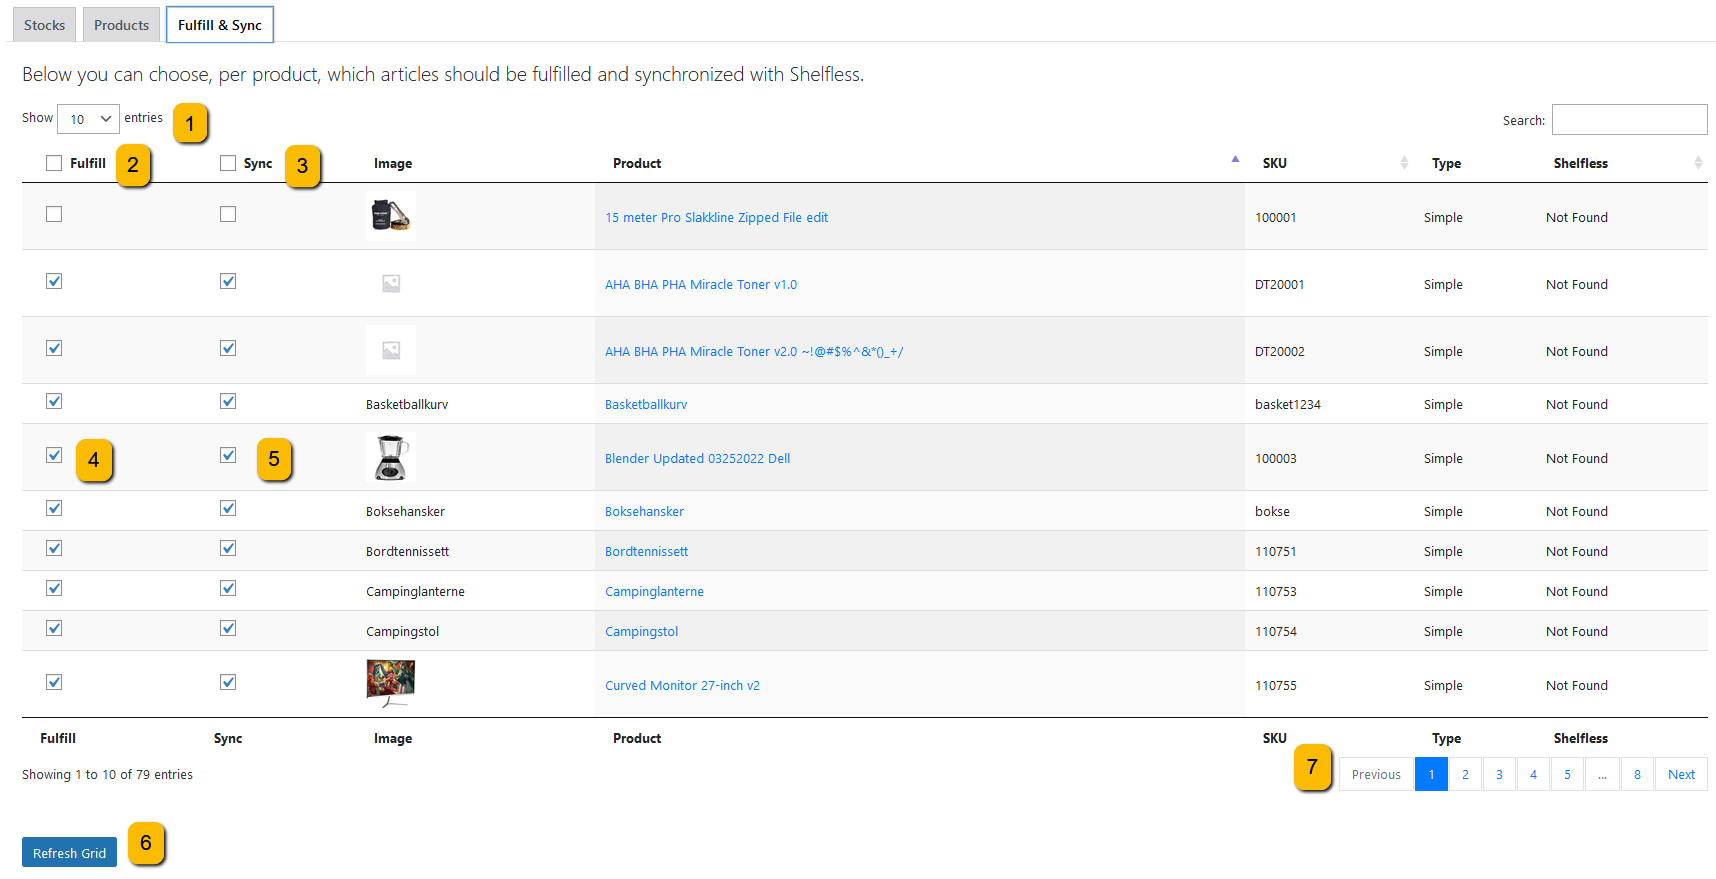 Stocks Products Fulfill & Sync
Below you can choose, per product, which articles should be fulfilled and synchronized with Shelfless.
Show 10 entries 1 Search:
Fulfill 2 Sync 3 Image Product SKU Type Shelfless
15 meter Pro Slakkline Zipped File edit 100001 Simple Not Found
AHA BHA PHA Miracle Toner v1.0 DT20001 Simple Not Found
AHA BHA PHA Miracle Toner v2.0 ~!@#$%^&*()_+/ DT20002 Simple Not Found
Basketballkurv Basketballkurv basket1234 Simple Not Found
4 5 Blender Updated 03252022 Dell 100003 Simple Not Found
Boksehansker Boksehansker bokse Simple Not Found
Bordtennissett Bordtennissett 110751 Simple Not Found
Campinglanterne Campinglanterne 110753 Simple Not Found
Campingstol Campingstol 110754 Simple Not Found
Curved Monitor 27-inch v2 110755 Simple Not Found
Fulfill Sync Image Product SKU Type Shelfless
Showing 1 to 10 of 79 entries 7 Previous 1 2 3 4 5 ... 8 Next
Refresh Grid 6